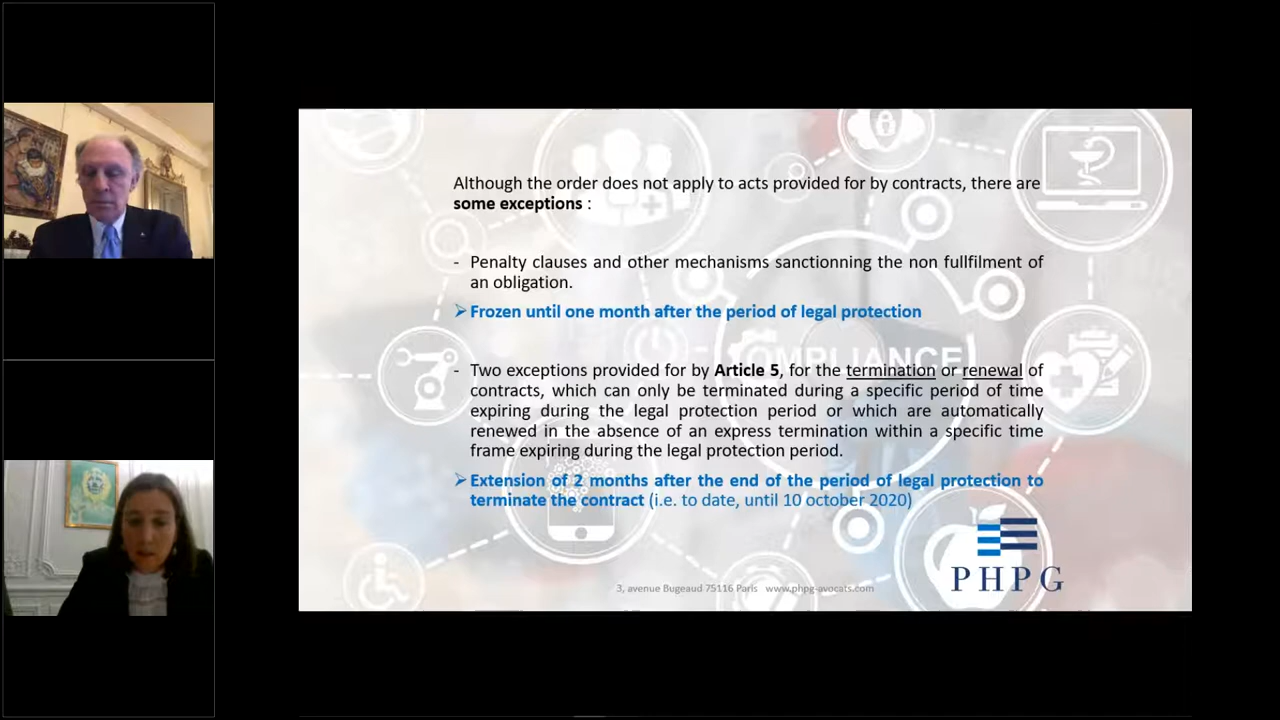 Although the order does not apply to acts provided for by contracts, there are
some exceptions :
- Penalty clauses and other mechanisms sanctionning the non fullfilment of
an obligation.
Frozen until one month after the period of legal protection
COMPLIANCE
- Two exceptions provided for by Article 5, for the termination or renewal of
contracts, which can only be terminated during a specific period of time
expiring during the legal protection period or which are automatically
renewed in the absence of an express termination within a specific time
frame expiring during the legal protection period.
Extension of 2 months after the end of the period of legal protection to
terminate the contract (i.e. to date, until 10 october 2020)
PHPG
3, avenue Bugeaud 75116 Paris www.phpg-avocats.com